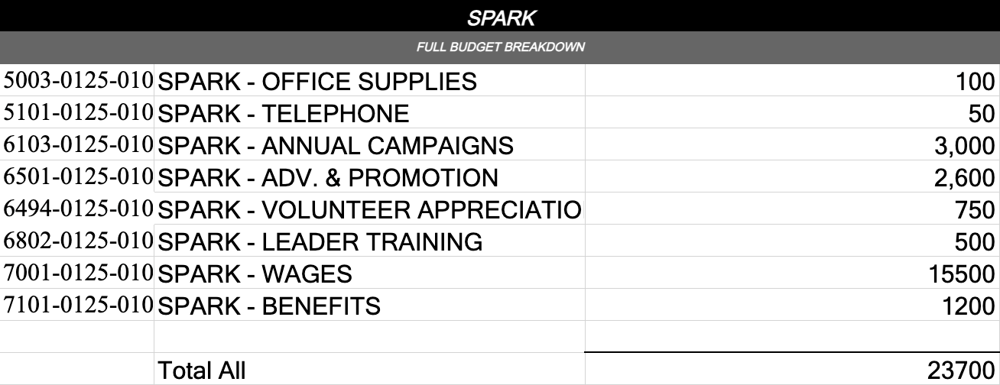 SPARK
FULL BUDGET BREAKDOWN
5003-0125-010 SPARK - OFFICE SUPPLIES 100
5101-0125-010 SPARK - TELEPHONE 50
6103-0125-010 SPARK - ANNUAL CAMPAIGNS 3,000
6501-0125-010 SPARK - ADV. & PROMOTION 2,600
6494-0125-010 SPARK - VOLUNTEER APPRECIATIO 750
6802-0125-010 SPARK - LEADER TRAINING 500
7001-0125-010 SPARK - WAGES 15500
7101-0125-010 SPARK - BENEFITS 1200
Total All 23700